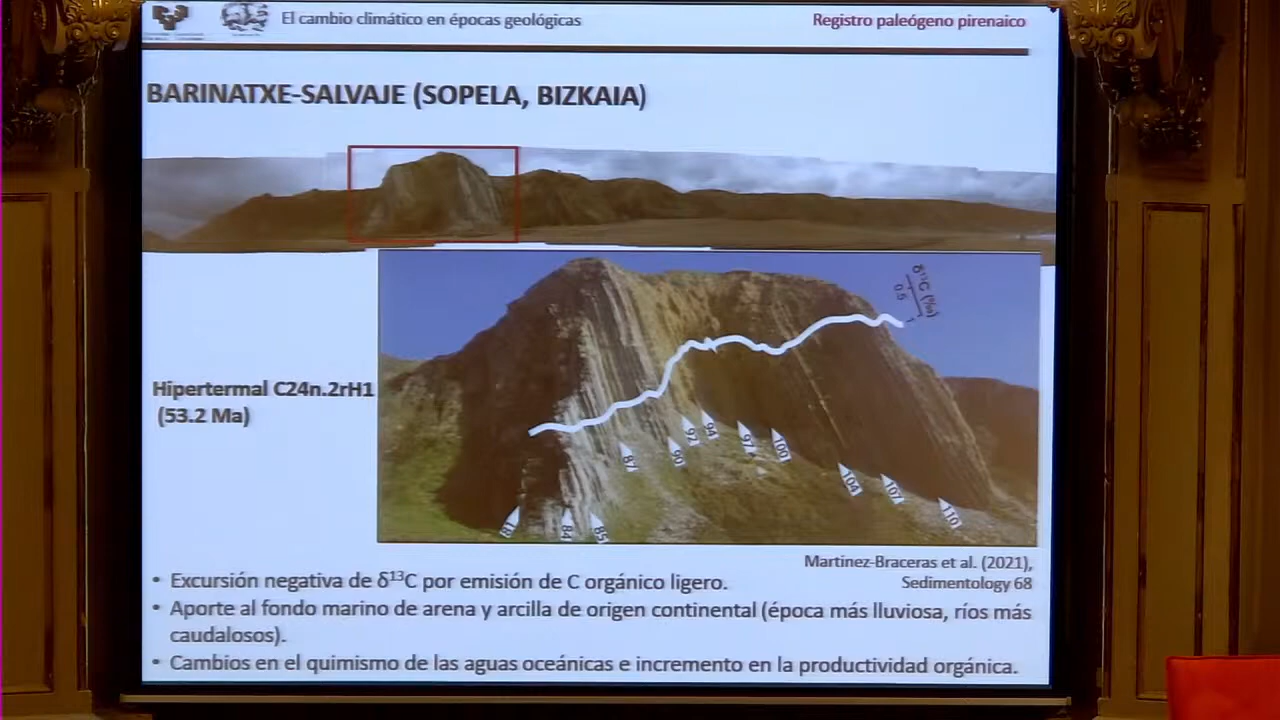 El cambio climático en épocas geológicas
Registro paleógeno pirenaico
BARINATXE-SALVAJE (SOPELA, BIZKAIA)
δ¹³C (‰)
0.5
1
Hipertermal C24n.2rH1
(53.2 Ma)
81
84
85
87
90
92
94
97
100
104
107
110
Martinez-Braceras et al. (2021),
Sedimentology 68
• Excursión negativa de δ¹³C por emisión de C orgánico ligero.
• Aporte al fondo marino de arena y arcilla de origen continental (época más lluviosa, ríos más
caudalosos).
• Cambios en el quimismo de las aguas oceánicas e incremento en la productividad orgánica.